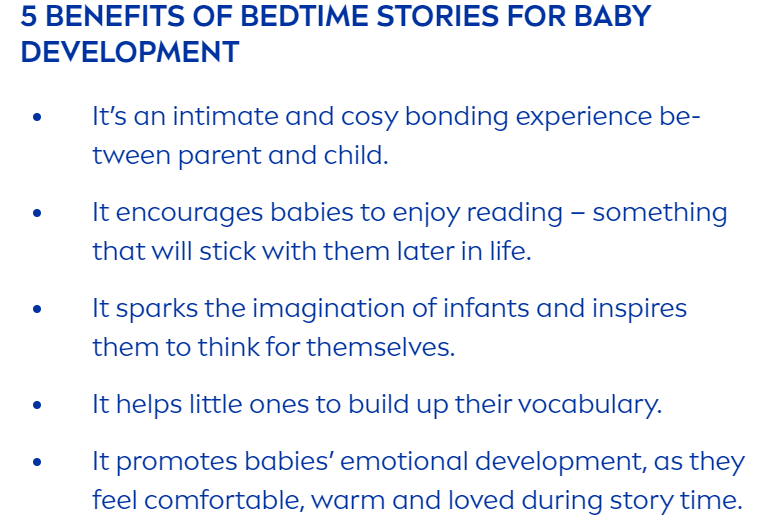 5 BENEFITS OF BEDTIME STORIES FOR BABY
DEVELOPMENT
• It’s an intimate and cosy bonding experience be-
tween parent and child.
• It encourages babies to enjoy reading – something
that will stick with them later in life.
• It sparks the imagination of infants and inspires
them to think for themselves.
• It helps little ones to build up their vocabulary.
• It promotes babies’ emotional development, as they
feel comfortable, warm and loved during story time.